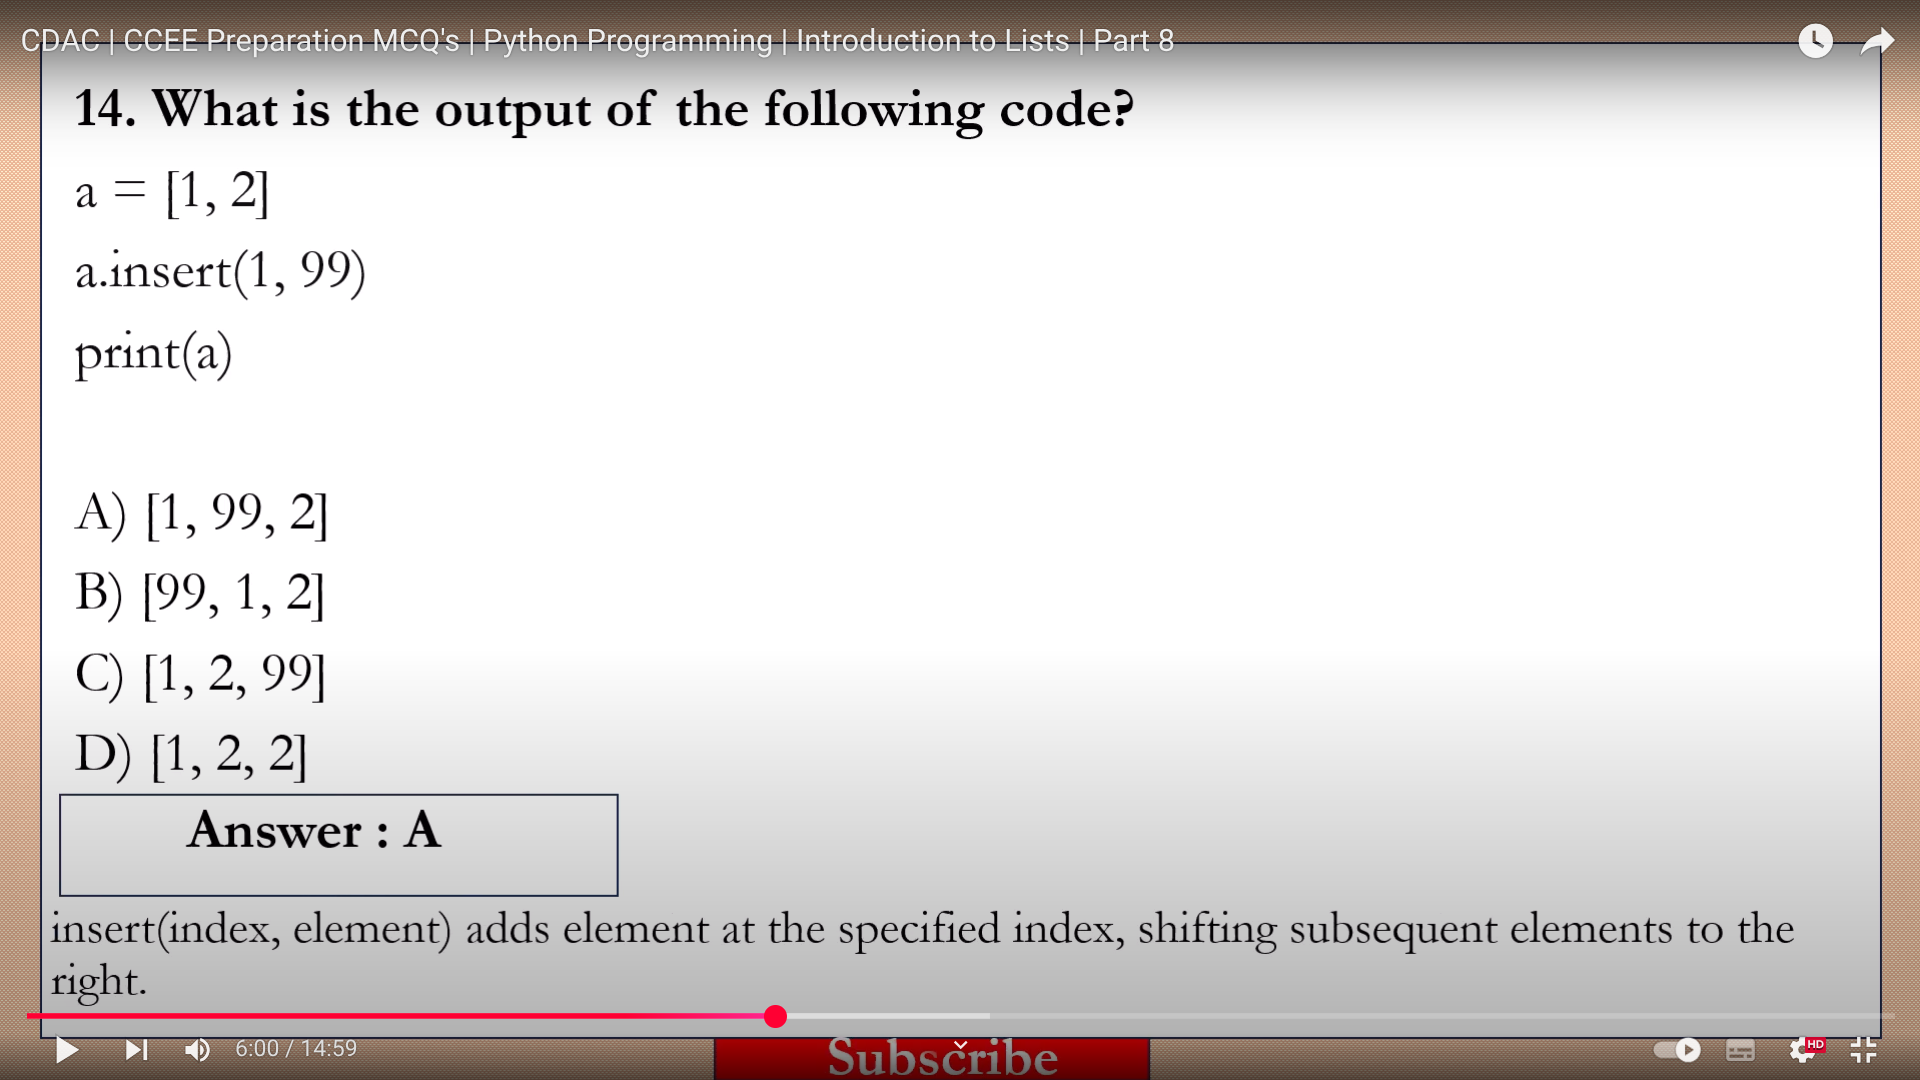 CDAC | CCEE Preparation MCQ's | Python Programming | Introduction to Lists | Part 8
14. What is the output of the following code?
a = [1, 2]
a.insert(1, 99)
print(a)
A) [1, 99, 2]
B) [99, 1, 2]
C) [1, 2, 99]
D) [1, 2, 2]
Answer : A
insert(index, element) adds element at the specified index, shifting subsequent elements to the
right.
6:00 / 14:59
Subscribe
HD